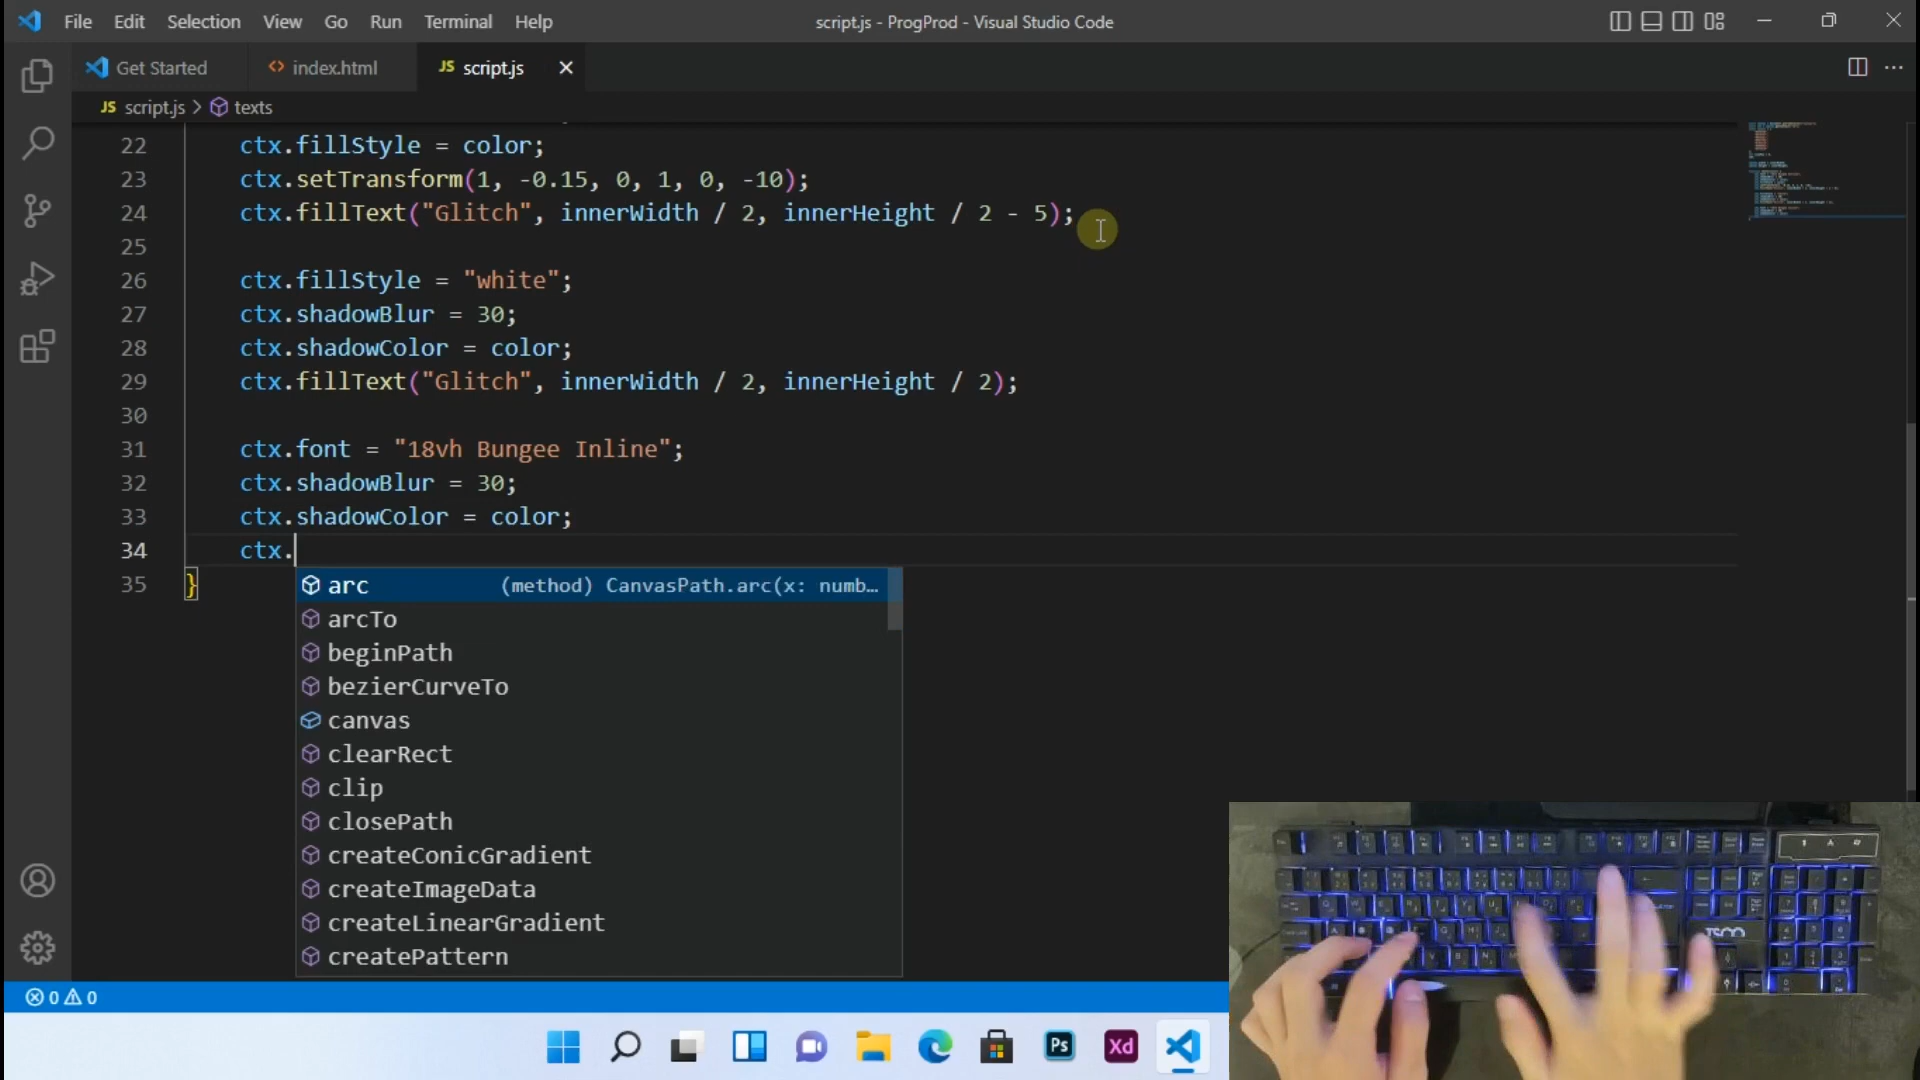 File Edit Selection View Go Run Terminal Help
script.js - ProgProd - Visual Studio Code
Get Started
index.html
JS script.js
JS script.js > texts
22 ctx.fillStyle = color;
23 ctx.setTransform(1, -0.15, 0, 1, 0, -10);
24 ctx.fillText("Glitch", innerWidth / 2, innerHeight / 2 - 5);
25
26 ctx.fillStyle = "white";
27 ctx.shadowBlur = 30;
28 ctx.shadowColor = color;
29 ctx.fillText("Glitch", innerWidth / 2, innerHeight / 2);
30
31 ctx.font = "18vh Bungee Inline";
32 ctx.shadowBlur = 30;
33 ctx.shadowColor = color;
34 ctx.
35 }
arc (method) CanvasPath.arc(x: numb…
arcTo
beginPath
bezierCurveTo
canvas
clearRect
clip
closePath
createConicGradient
createImageData
createLinearGradient
createPattern
0 0
Ps
Xd
TSCO